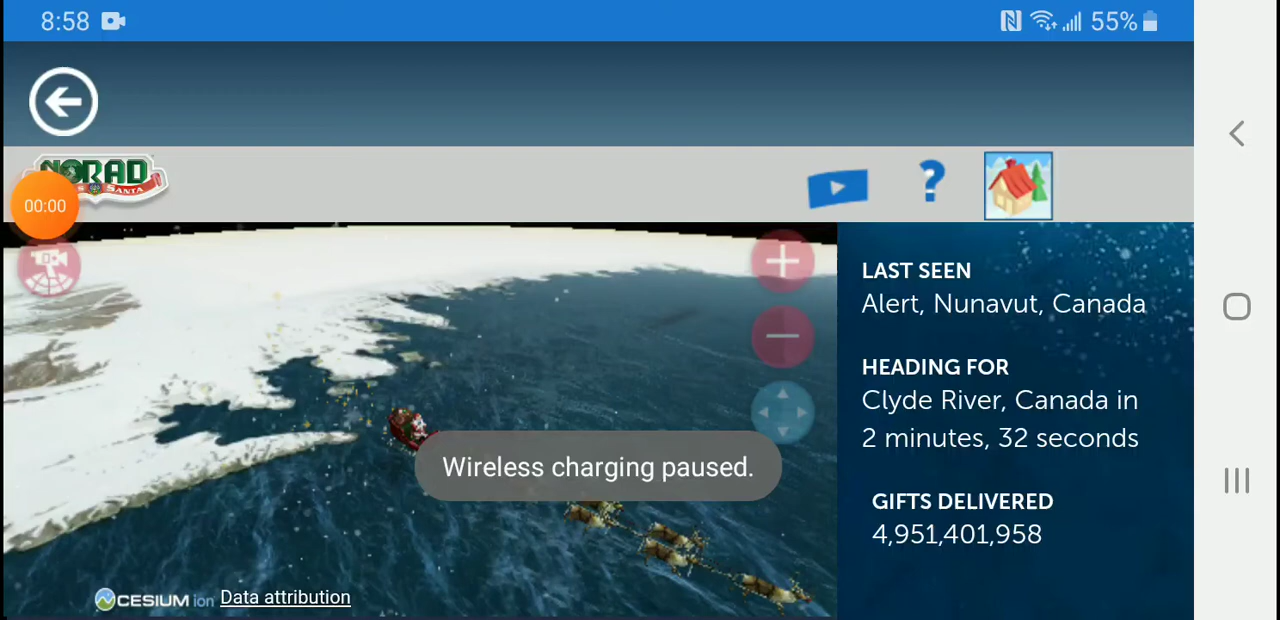 8:58
55%
NORAD
SANTA
00:00
LAST SEEN
Alert, Nunavut, Canada
HEADING FOR
Clyde River, Canada in
2 minutes, 32 seconds
Wireless charging paused.
GIFTS DELIVERED
4,951,401,958
CESIUM ion Data attribution